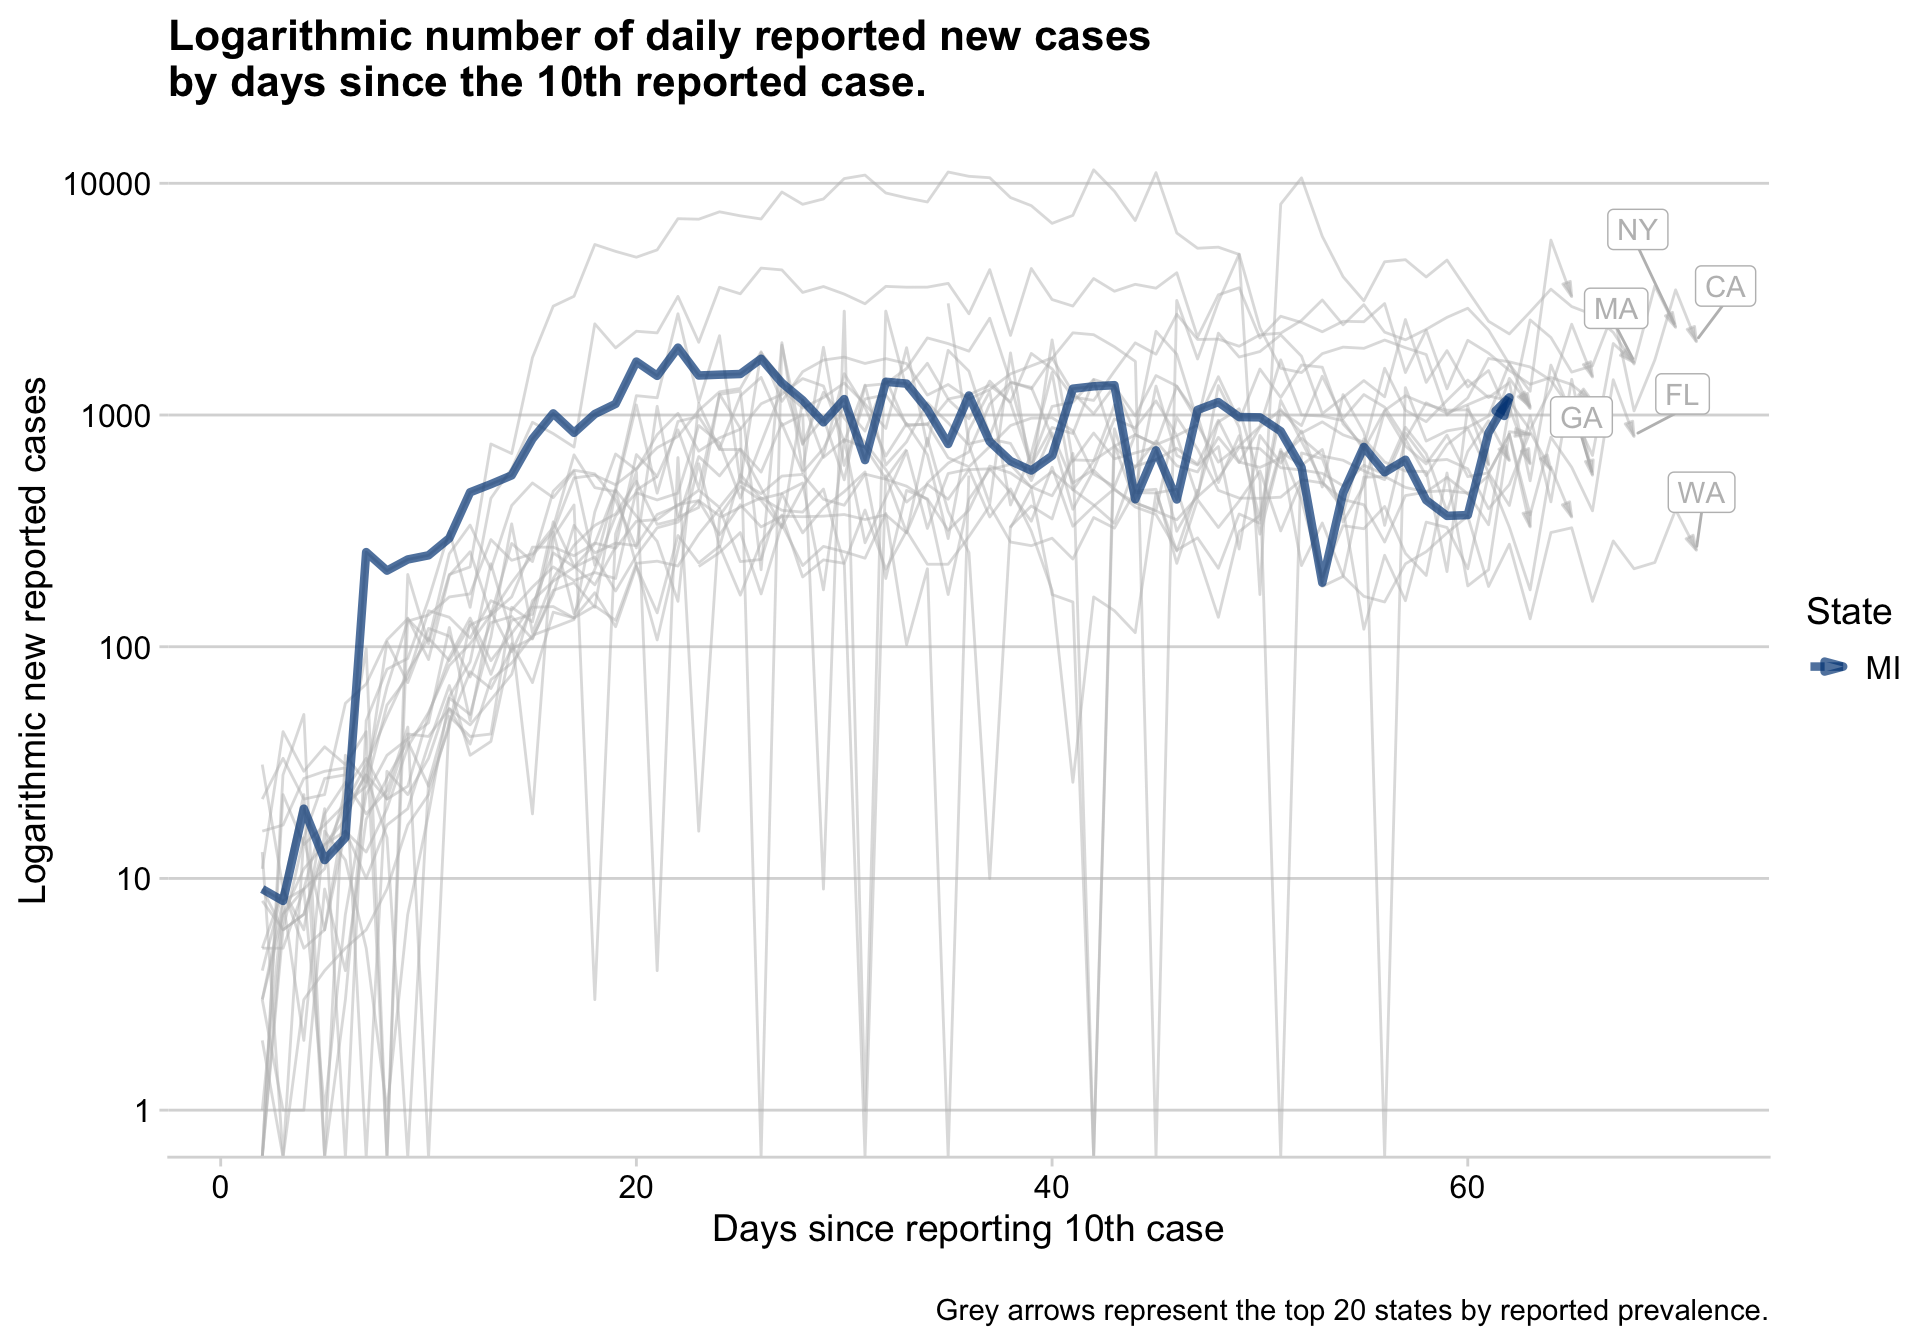 Logarithmic number of daily reported new cases
by days since the 10th reported case.
Logarithmic new reported cases
10000
1000
100
10
1
NY
CA
MA
FL
GA
WA
State
MI
0
20
40
60
Days since reporting 10th case
Grey arrows represent the top 20 states by reported prevalence.